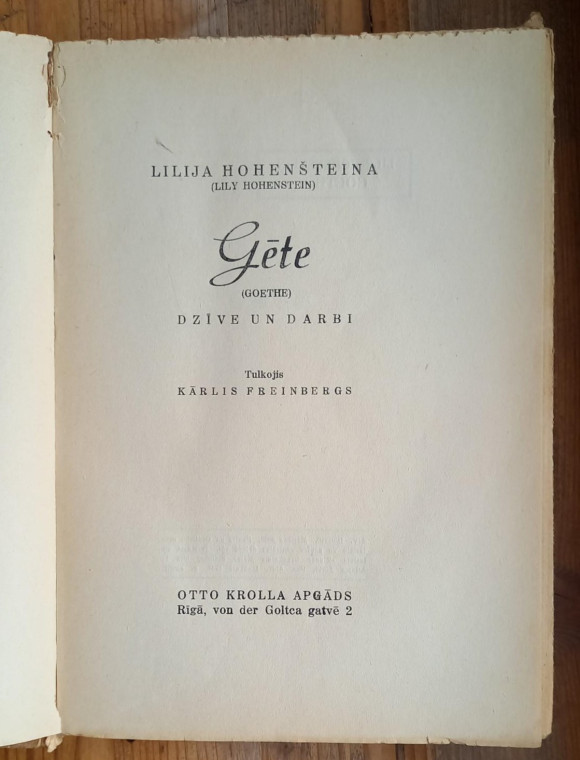 LILIJA HOHENŠTEINA
(LILY HOHENSTEIN)
Gēte
(GOETHE)
DZĪVE UN DARBI
Tulkojis
KĀRLIS FREINBERGS
OTTO KROLLA APGĀDS
Rīgā, von der Goltca gatvē 2